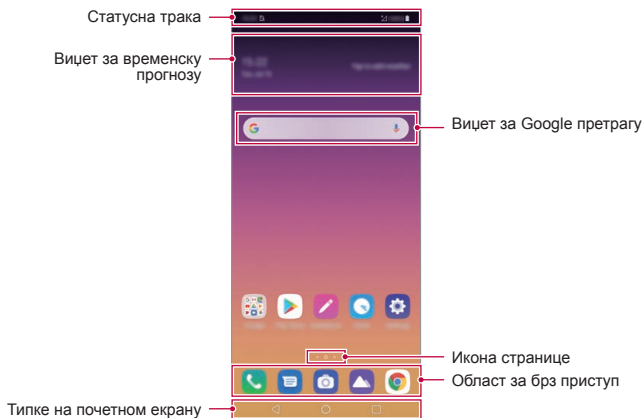 Статусна трака
Виџет за временску
прогнозу
Виџет за Google претрагу
Икона странице
Област за брз приступ
Типке на почетном екрану